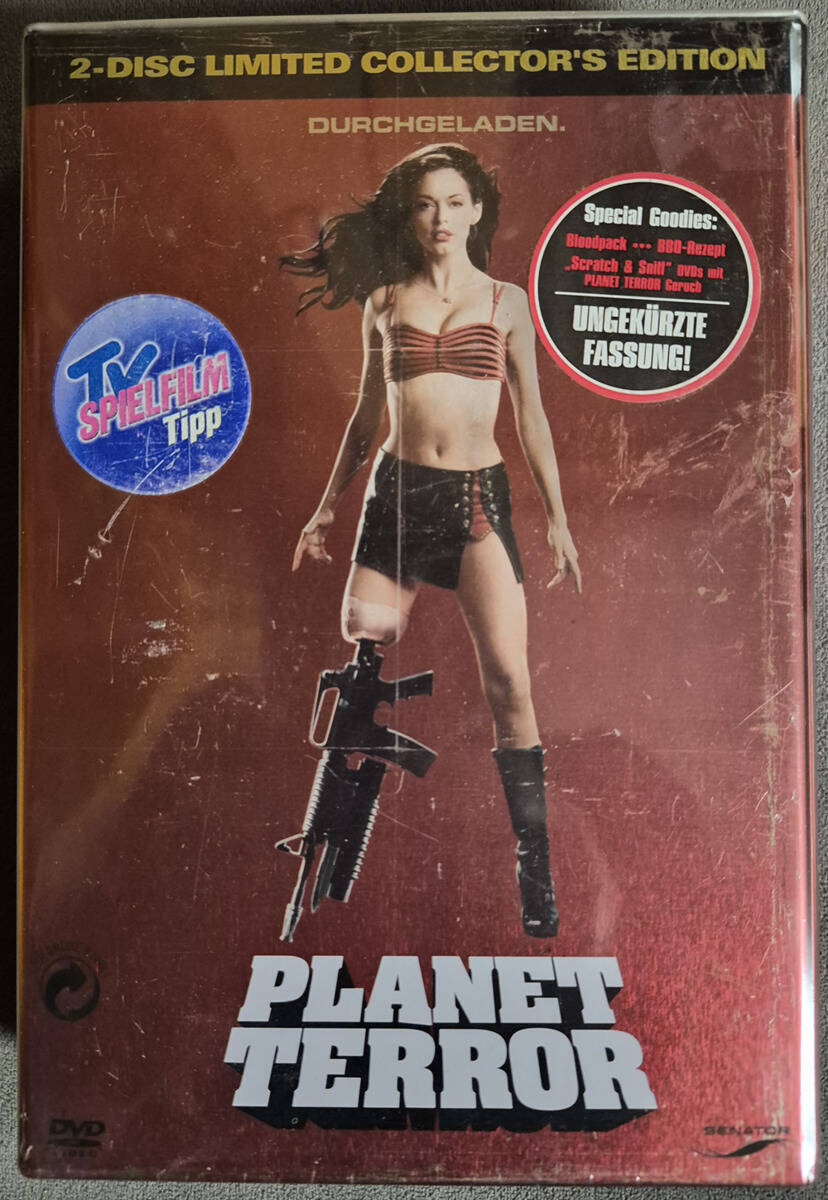 2-DISC LIMITED COLLECTOR'S EDITION
DURCHGELADEN.
Special Goodies:
Bloodpack ••• BBQ-Rezept
„Scratch & Sniff" DVDs mit
PLANET TERROR Geruch
UNGEKÜRZTE
FASSUNG!
TV
SPIELFILM
Tipp
PLANET
TERROR
DVD
VIDEO
SENATOR